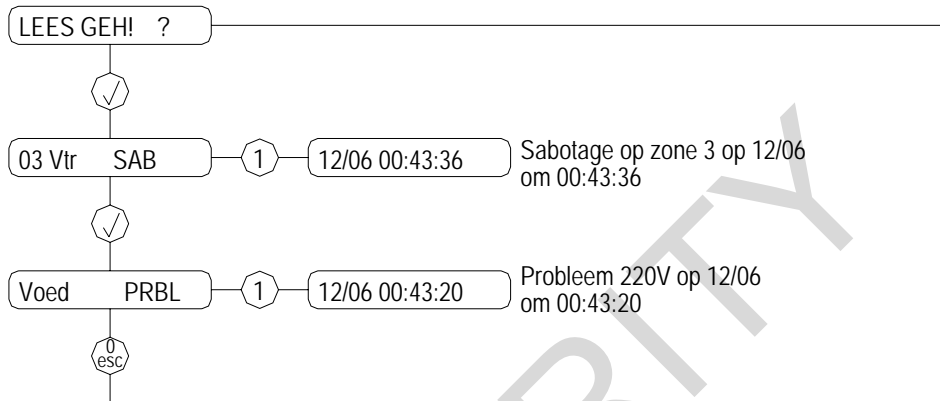 LEES GEH! ?
03 Vtr SAB
1
12/06 00:43:36
Sabotage op zone 3 op 12/06
om 00:43:36
Voed PRBL
1
12/06 00:43:20
Probleem 220V op 12/06
om 00:43:20
0
esc
RITY